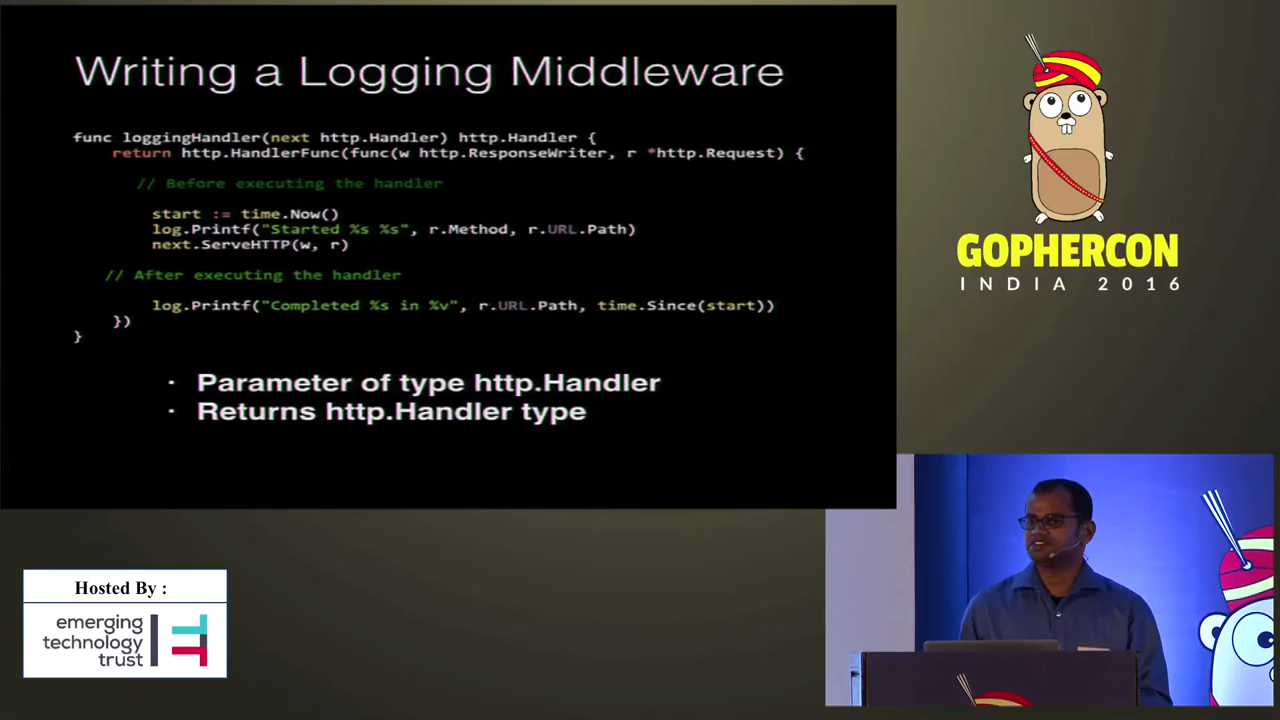 Writing a Logging Middleware
func loggingHandler(next http.Handler) http.Handler {
return http.HandlerFunc(func(w http.ResponseWriter, r *http.Request) {
// Before executing the handler
start := time.Now()
log.Printf("Started %s %s", r.Method, r.URL.Path)
next.ServeHTTP(w, r)
// After executing the handler
log.Printf("Completed %s in %v", r.URL.Path, time.Since(start))
})
}
· Parameter of type http.Handler
· Returns http.Handler type
GOPHERCON
INDIA 2016
Hosted By :
emerging
technology
trust